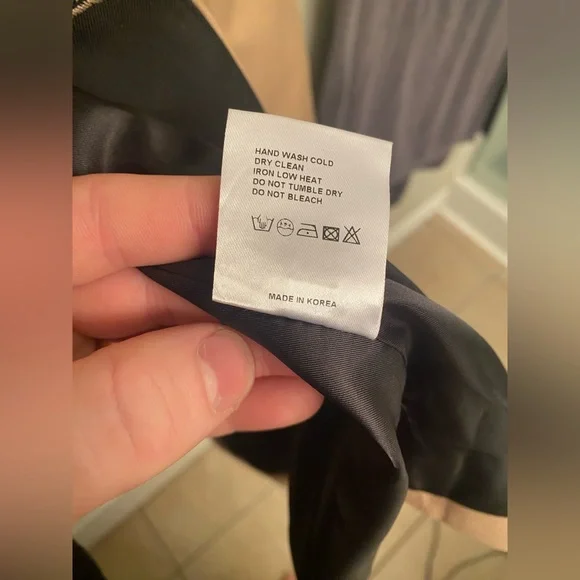 HAND WASH COLD
DRY CLEAN
IRON LOW HEAT
DO NOT TUMBLE DRY
DO NOT BLEACH
MADE IN KOREA